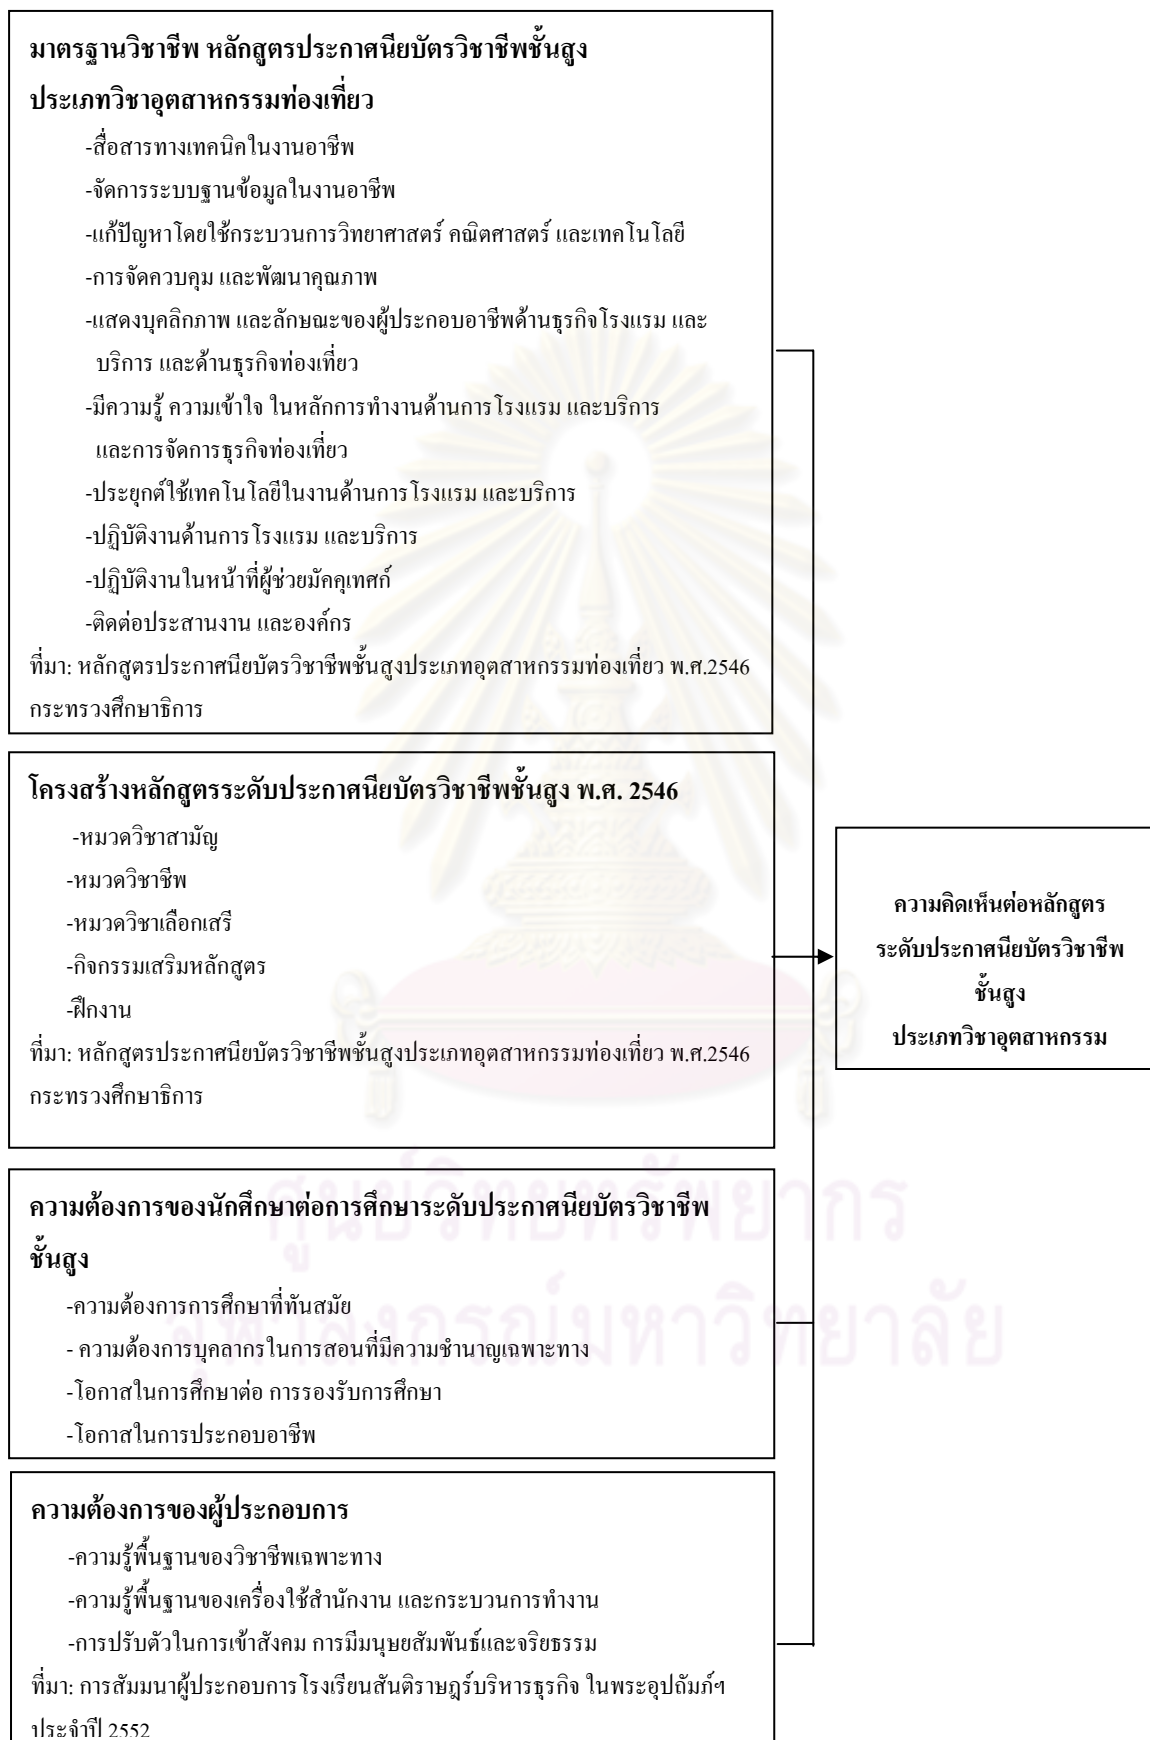 มาตรฐานวิชาชีพ หลักสูตรประกาศนียบัตรวิชาชีพชั้นสูง
ประเภทวิชาอุตสาหกรรมท่องเที่ยว
-สื่อสารทางเทคนิคในงานอาชีพ
-จัดการระบบฐานข้อมูลในงานอาชีพ
-แก้ปัญหาโดยใช้กระบวนการวิทยาศาสตร์ คณิตศาสตร์ และเทคโนโลยี
-การจัดควบคุม และพัฒนาคุณภาพ
-แสดงบุคลิกภาพ และลักษณะของผู้ประกอบอาชีพด้านธุรกิจโรงแรม และ
บริการ และด้านธุรกิจท่องเที่ยว
-มีความรู้ ความเข้าใจ ในหลักการทำงานด้านการโรงแรม และบริการ
และการจัดการธุรกิจท่องเที่ยว
-ประยุกต์ใช้เทคโนโลยีในงานด้านการโรงแรม และบริการ
-ปฏิบัติงานด้านการโรงแรม และบริการ
-ปฏิบัติงานในหน้าที่ผู้ช่วยมัคคุเทศก์
-ติดต่อประสานงาน และองค์กร
ที่มา: หลักสูตรประกาศนียบัตรวิชาชีพชั้นสูงประเภทอุตสาหกรรมท่องเที่ยว พ.ศ.2546
กระทรวงศึกษาธิการ
โครงสร้างหลักสูตรระดับประกาศนียบัตรวิชาชีพชั้นสูง พ.ศ. 2546
-หมวดวิชาสามัญ
-หมวดวิชาชีพ
-หมวดวิชาเลือกเสรี
-กิจกรรมเสริมหลักสูตร
-ฝึกงาน
ที่มา: หลักสูตรประกาศนียบัตรวิชาชีพชั้นสูงประเภทอุตสาหกรรมท่องเที่ยว พ.ศ.2546
กระทรวงศึกษาธิการ
ความคิดเห็นต่อหลักสูตร
ระดับประกาศนียบัตรวิชาชีพ
ชั้นสูง
ประเภทวิชาอุตสาหกรรม
ความต้องการของนักศึกษาต่อการศึกษาระดับประกาศนียบัตรวิชาชีพ
ชั้นสูง
-ความต้องการการศึกษาที่ทันสมัย
- ความต้องการบุคลากรในการสอนที่มีความชำนาญเฉพาะทาง
-โอกาสในการศึกษาต่อ การรองรับการศึกษา
-โอกาสในการประกอบอาชีพ
ศูนย์วิทยทรัพยากร
จุฬาลงกรณ์มหาวิทยาลัย
ความต้องการของผู้ประกอบการ
-ความรู้พื้นฐานของวิชาชีพเฉพาะทาง
-ความรู้พื้นฐานของเครื่องใช้สำนักงาน และกระบวนการทำงาน
-การปรับตัวในการเข้าสังคม การมีมนุษยสัมพันธ์และจริยธรรม
ที่มา: การสัมมนาผู้ประกอบการโรงเรียนสันติราษฎร์บริหารธุรกิจ ในพระอุปถัมภ์ฯ
ประจำปี 2552